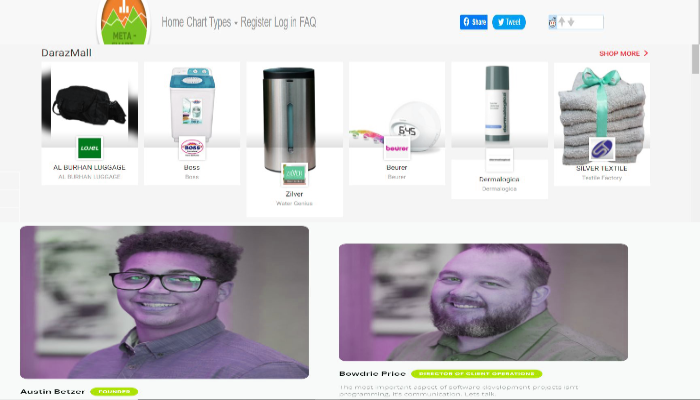 META -
Home Chart Types Register Log in FAQ
Share
Tweet
DarazMall
SHOP MORE
LOJEL
BOSS
beurer
AL BURHAN LUGGAGE
AL BURHAN LUGGAGE
Boss
Boss
Zilver
Water Genius
Beurer
Beurer
Dermalogica
Dermalogica
SILVER TEXTILE
Textile Factory
Austin Betzer FOUNDER
Bowdrie Price DIRECTOR OF CLIENT OPERATIONS
The most important aspect of software development projects isn't
programming, its communication. Lets talk.